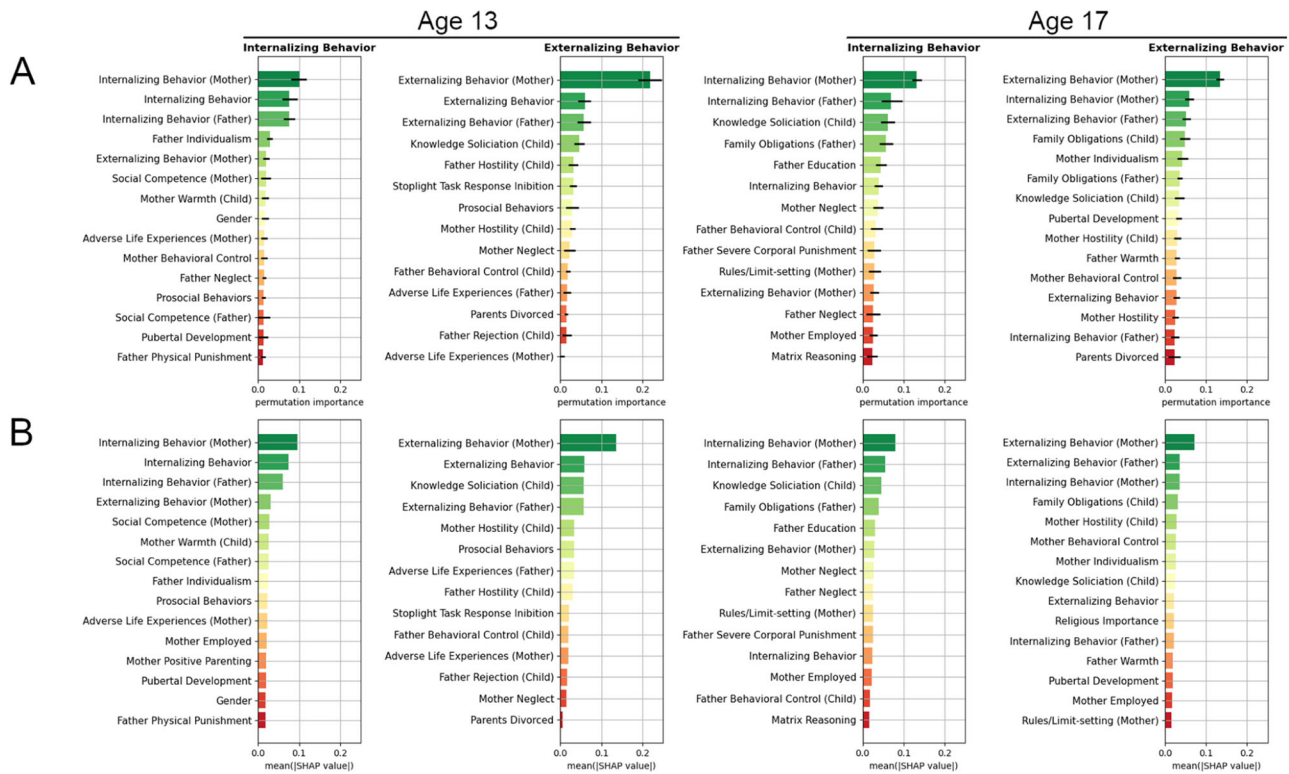 Age 13
Age 17
Internalizing Behavior
Externalizing Behavior
Internalizing Behavior
Externalizing Behavior
A
Internalizing Behavior (Mother)
Internalizing Behavior
Internalizing Behavior (Father)
Father Individualism
Externalizing Behavior (Mother)
Social Competence (Mother)
Mother Warmth (Child)
Gender
Adverse Life Experiences (Mother)
Mother Behavioral Control
Father Neglect
Prosocial Behaviors
Social Competence (Father)
Pubertal Development
Father Physical Punishment
0.0 0.1 0.2
permutation importance
Externalizing Behavior (Mother)
Externalizing Behavior
Externalizing Behavior (Father)
Knowledge Soliciation (Child)
Father Hostility (Child)
Stoplight Task Response Inibition
Prosocial Behaviors
Mother Hostility (Child)
Mother Neglect
Father Behavioral Control (Child)
Adverse Life Experiences (Father)
Parents Divorced
Father Rejection (Child)
Adverse Life Experiences (Mother)
0.0 0.1 0.2
permutation importance
Internalizing Behavior (Mother)
Internalizing Behavior (Father)
Knowledge Soliciation (Child)
Family Obligations (Father)
Father Education
Internalizing Behavior
Mother Neglect
Father Behavioral Control (Child)
Father Severe Corporal Punishment
Rules/Limit-setting (Mother)
Externalizing Behavior (Mother)
Father Neglect
Mother Employed
Matrix Reasoning
0.0 0.1 0.2
permutation importance
Externalizing Behavior (Mother)
Internalizing Behavior (Mother)
Externalizing Behavior (Father)
Family Obligations (Child)
Mother Individualism
Family Obligations (Father)
Knowledge Soliciation (Child)
Pubertal Development
Mother Hostility (Child)
Father Warmth
Mother Behavioral Control
Externalizing Behavior
Mother Hostility
Internalizing Behavior (Father)
Parents Divorced
0.0 0.1 0.2
permutation importance
B
Internalizing Behavior (Mother)
Internalizing Behavior
Internalizing Behavior (Father)
Externalizing Behavior (Mother)
Social Competence (Mother)
Mother Warmth (Child)
Social Competence (Father)
Father Individualism
Prosocial Behaviors
Adverse Life Experiences (Mother)
Mother Employed
Mother Positive Parenting
Pubertal Development
Gender
Father Physical Punishment
0.0 0.1 0.2
mean(|SHAP value|)
Externalizing Behavior (Mother)
Externalizing Behavior
Knowledge Soliciation (Child)
Externalizing Behavior (Father)
Mother Hostility (Child)
Prosocial Behaviors
Adverse Life Experiences (Father)
Father Hostility (Child)
Stoplight Task Response Inibition
Father Behavioral Control (Child)
Adverse Life Experiences (Mother)
Father Rejection (Child)
Mother Neglect
Parents Divorced
0.0 0.1 0.2
mean(|SHAP value|)
Internalizing Behavior (Mother)
Internalizing Behavior (Father)
Knowledge Soliciation (Child)
Family Obligations (Father)
Father Education
Externalizing Behavior (Mother)
Mother Neglect
Father Neglect
Rules/Limit-setting (Mother)
Father Severe Corporal Punishment
Internalizing Behavior
Mother Employed
Father Behavioral Control (Child)
Matrix Reasoning
0.0 0.1 0.2
mean(|SHAP value|)
Externalizing Behavior (Mother)
Externalizing Behavior (Father)
Internalizing Behavior (Mother)
Family Obligations (Child)
Mother Hostility (Child)
Mother Behavioral Control
Mother Individualism
Knowledge Soliciation (Child)
Externalizing Behavior
Religious Importance
Internalizing Behavior (Father)
Father Warmth
Pubertal Development
Mother Employed
Rules/Limit-setting (Mother)
0.0 0.1 0.2
mean(|SHAP value|)